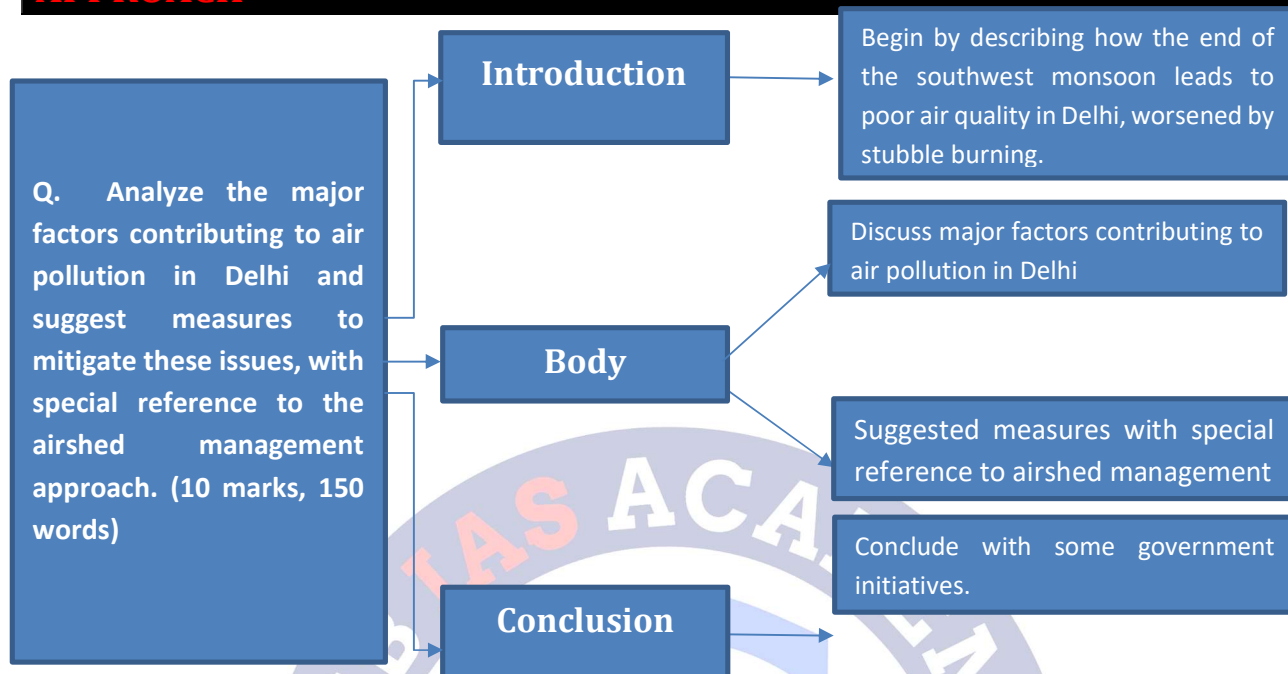 Q. Analyze the major
factors contributing to air
pollution in Delhi and
suggest measures to
mitigate these issues, with
special reference to the
airshed management
approach. (10 marks, 150
words)
Introduction
Begin by describing how the end of
the southwest monsoon leads to
poor air quality in Delhi, worsened by
stubble burning.
Body
Discuss major factors contributing to
air pollution in Delhi
Suggested measures with special
reference to airshed management
Conclusion
Conclude with some government
initiatives.
IAS ACA